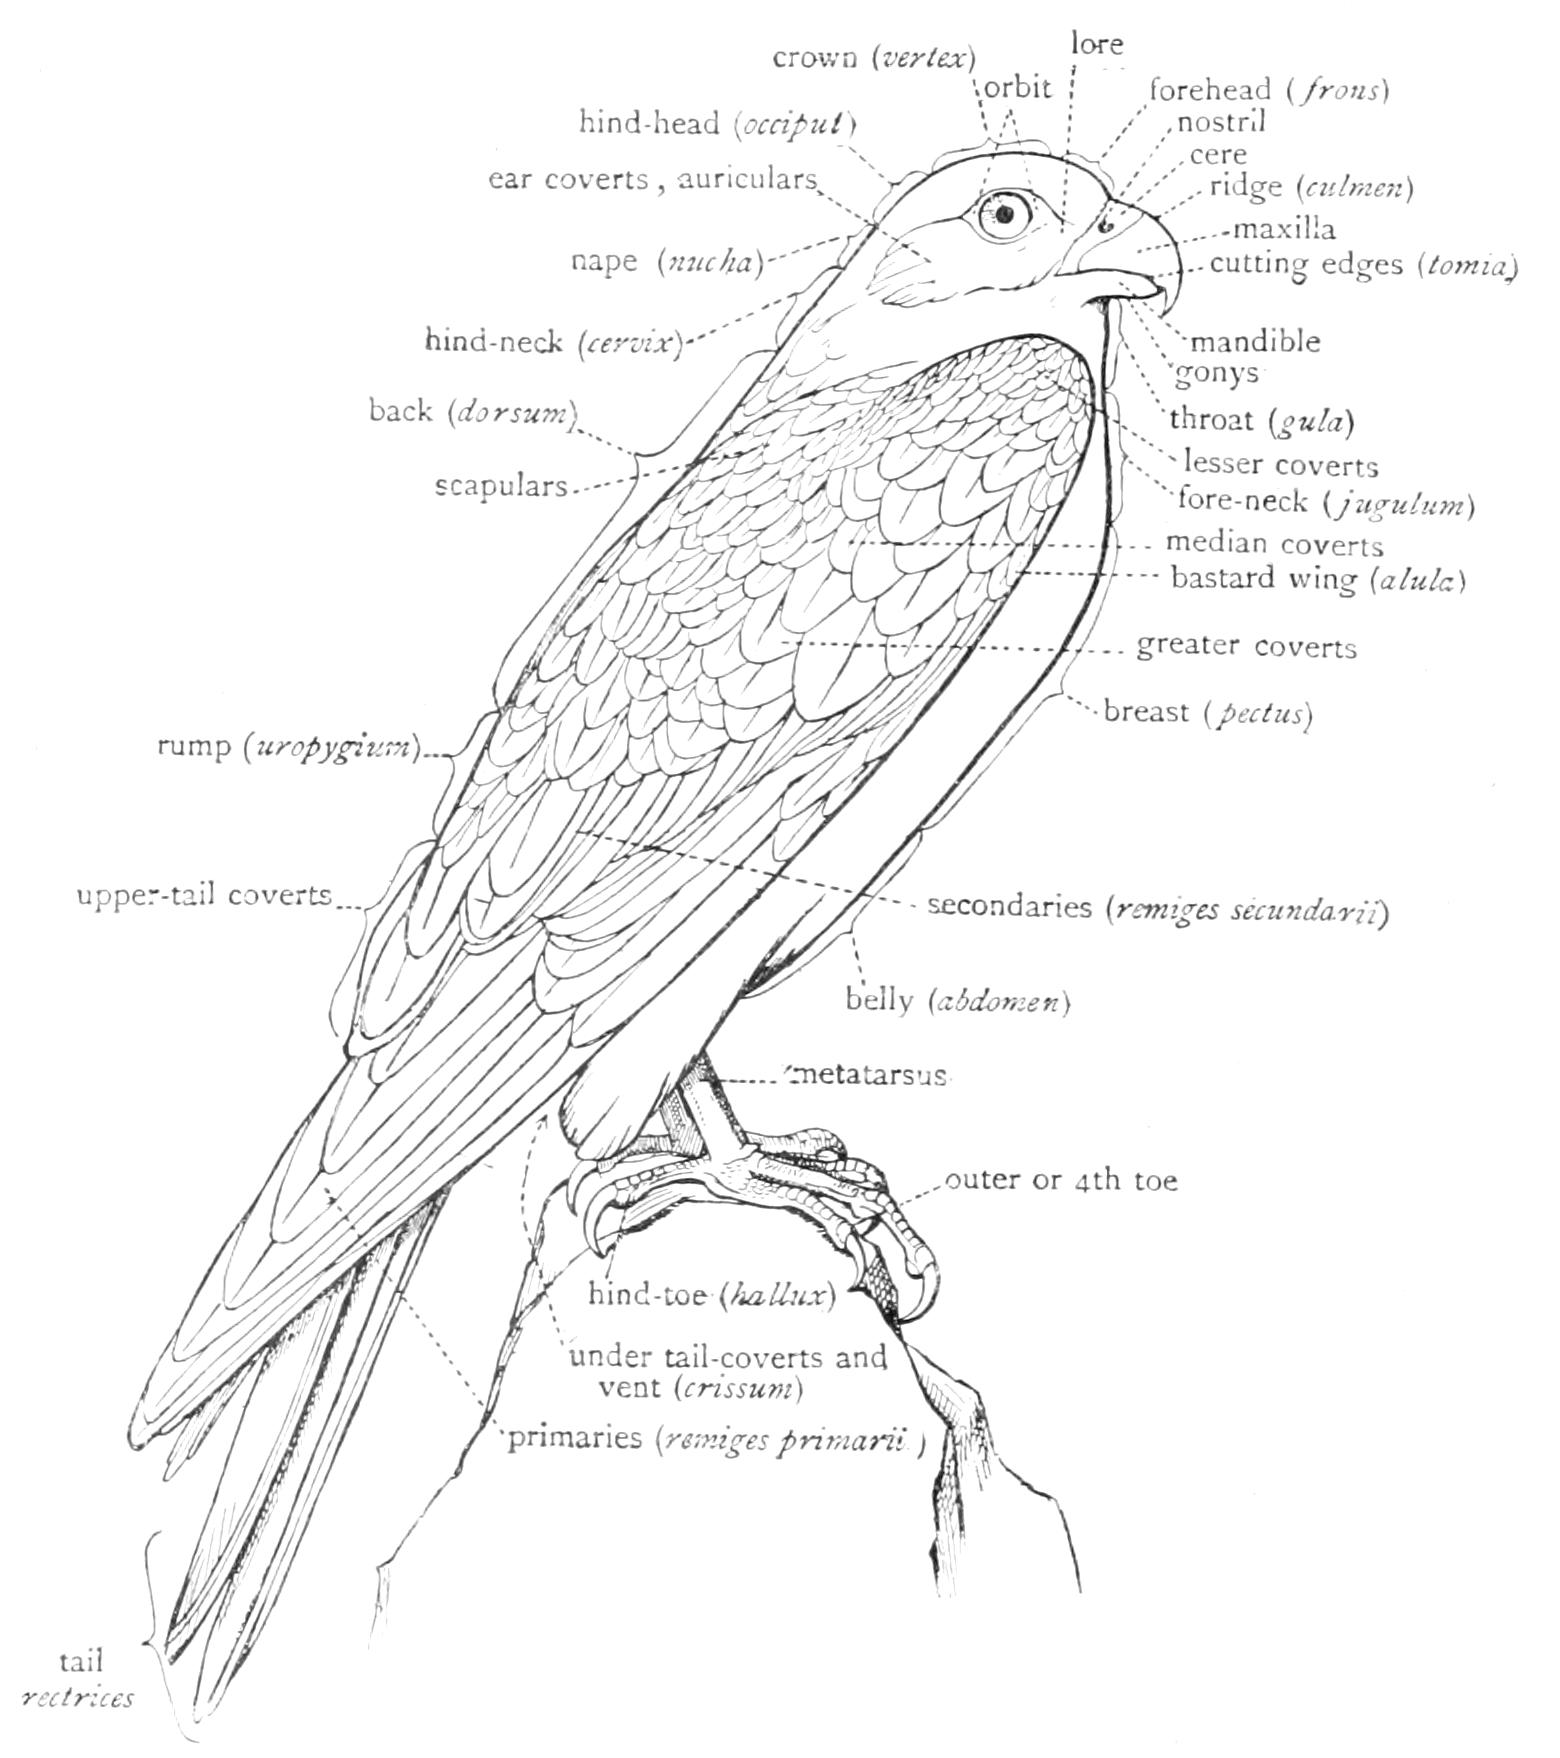 lore
crown (vertex)
orbit
forehead (frons)
hind-head (occiput)
nostril
cere
ear coverts, auriculars
ridge (culmen)
maxilla
nape (nucha)
cutting edges (tomia)
hind-neck (cervix)
mandible
gonys
back (dorsum)
throat (gula)
lesser coverts
scapulars
fore-neck (jugulum)
median coverts
bastard wing (alula)
greater coverts
breast (pectus)
rump (uropygium)
upper-tail coverts
secondaries (remiges secundarii)
belly (abdomen)
metatarsus
outer or 4th toe
hind-toe (hallux)
under tail-coverts and
vent (crissum)
primaries (remiges primarii)
tail
rectrices